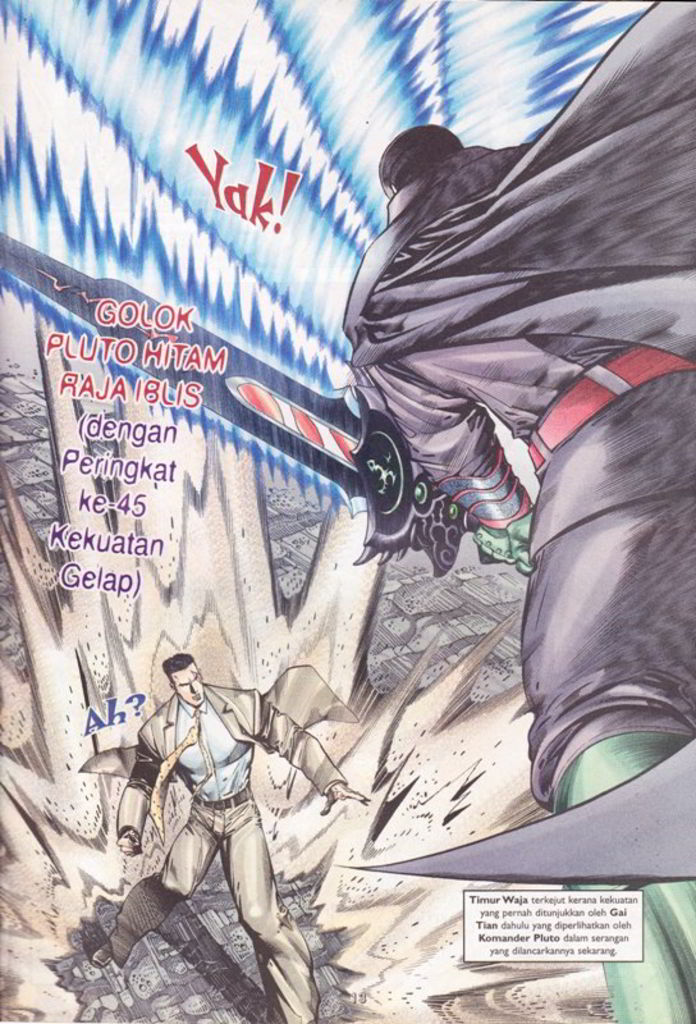 Yak!
GOLOK
PLUTO HITAM
RAJA IBLIS
(dengan
Peringkat
ke-45
Kekuatan
Gelap)
Ah?
Timur Waja terkejut kerana kekuatan
yang pernah ditunjukkan oleh Gai
Tian dahulu yang diperlihatkan oleh
Komander Pluto dalam serangan
yang dilancarkannya sekarang.
13